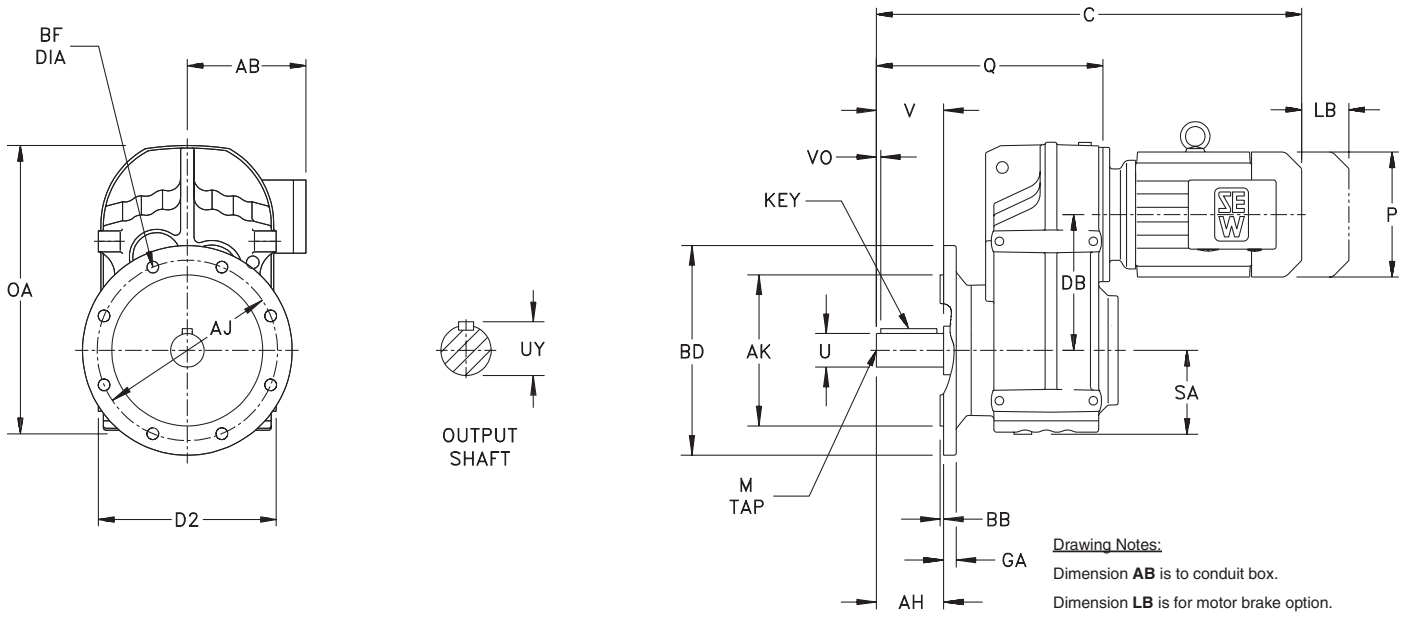 BF
DIA
AB
OA
AJ
D2
UY
OUTPUT
SHAFT
C
Q
LB
V
VO
KEY
SEW
P
DB
BD
AK
U
SA
M
TAP
BB
GA
AH
Drawing Notes:
Dimension AB is to conduit box.
Dimension LB is for motor brake option.